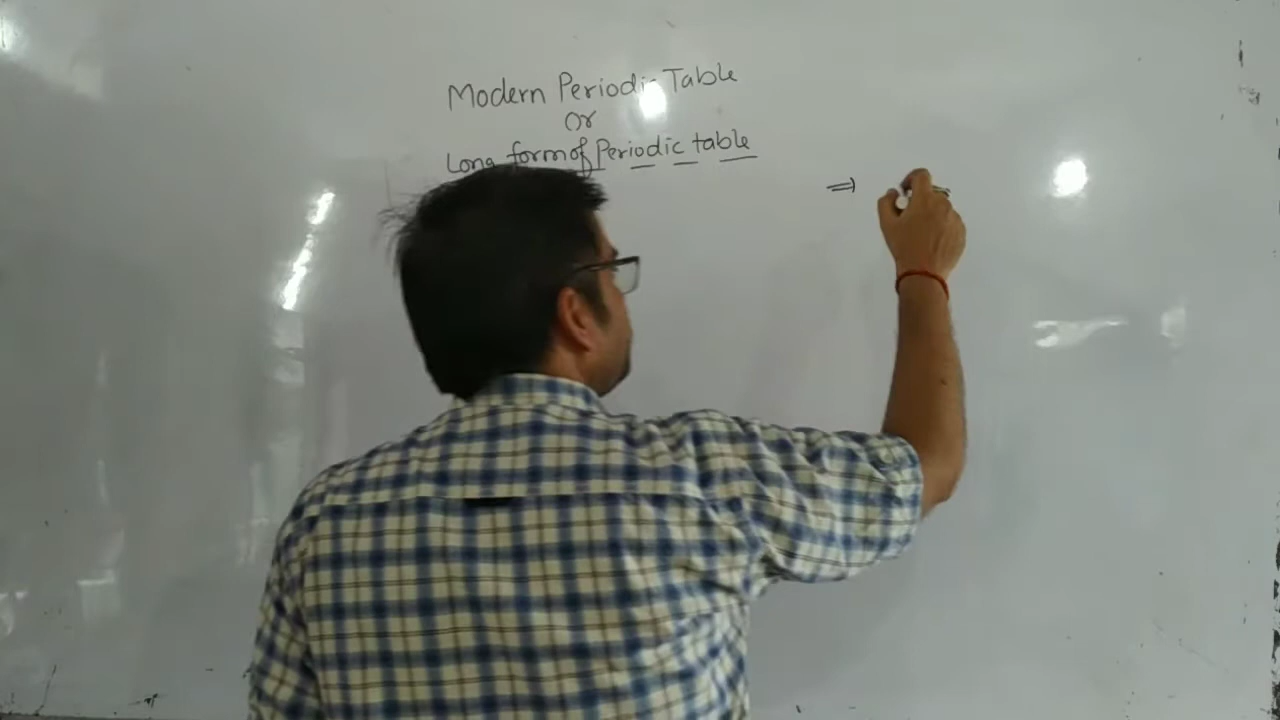 Modern Periodic Table
Or
Long form of Periodic table
⇒